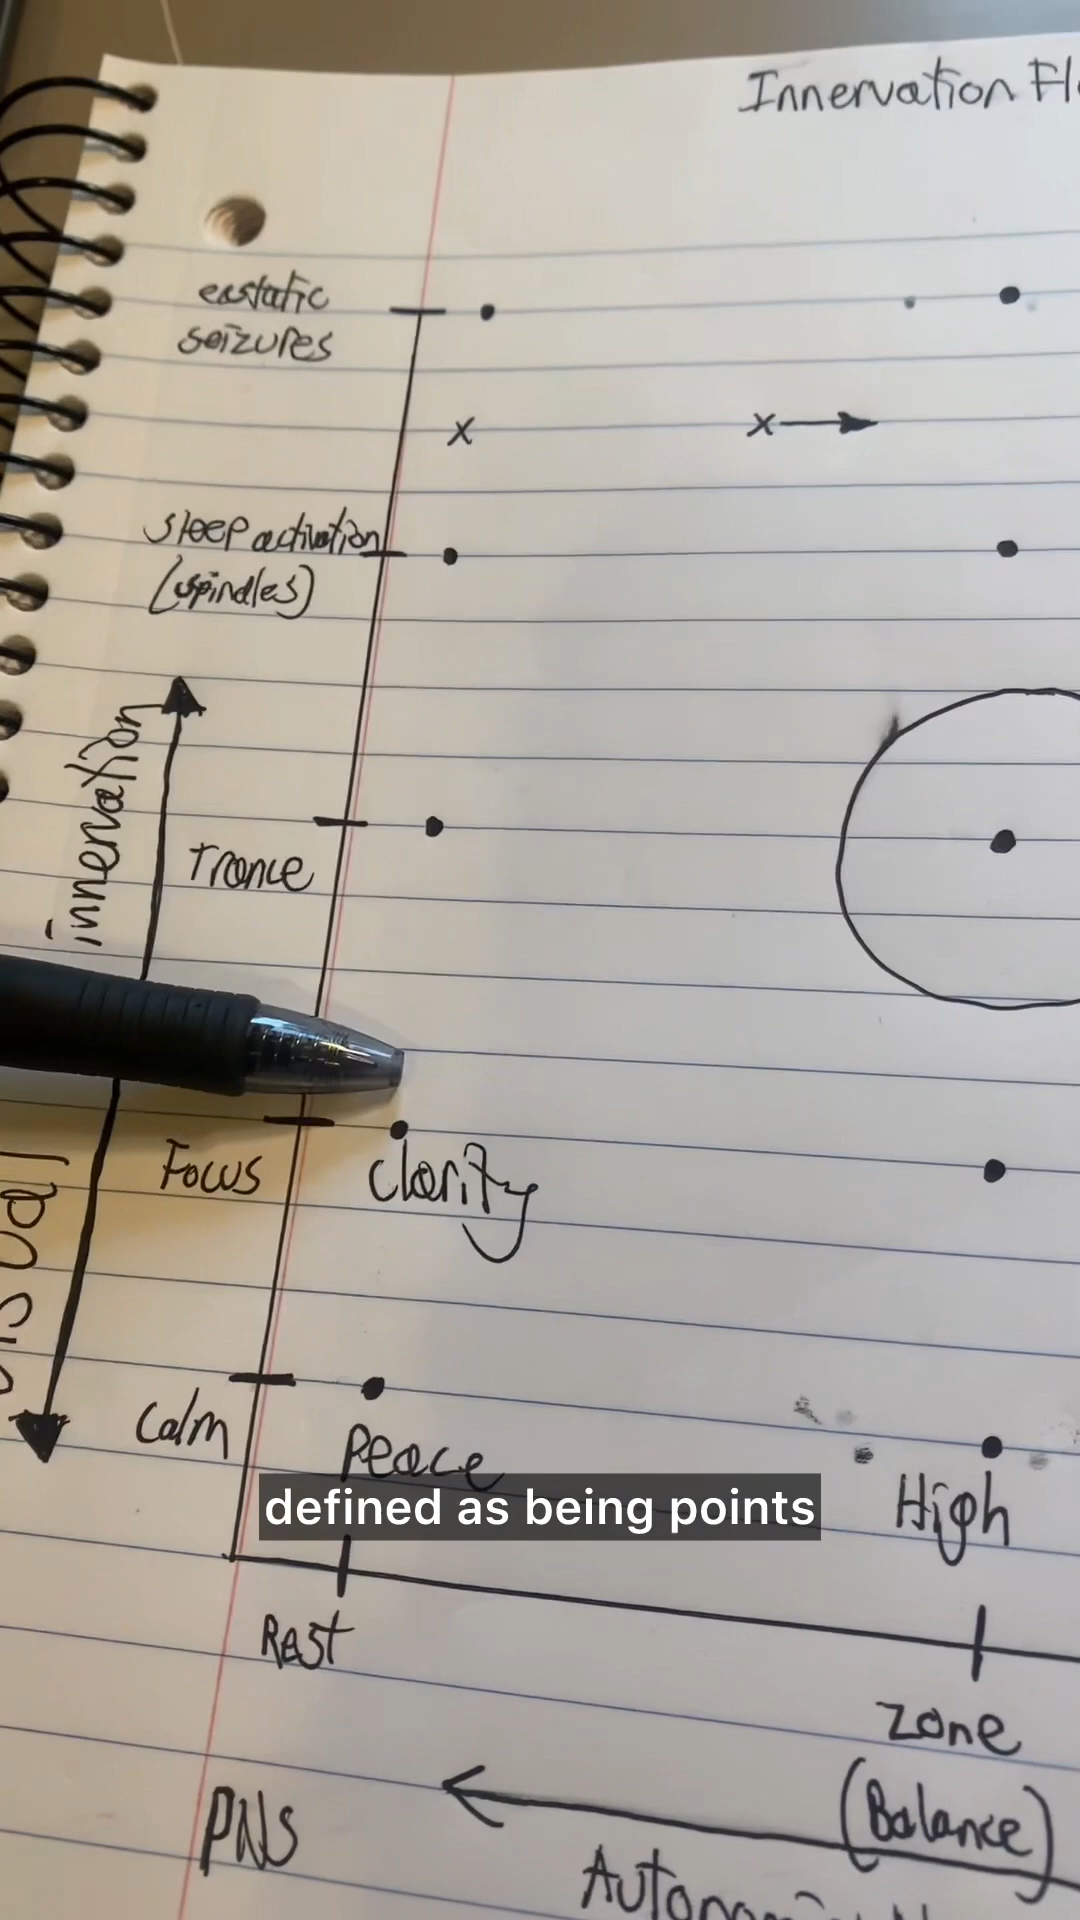 Innervation Fl
ecstatic
seizures
x
x
sleep activation
(spindles)
innervation
Trance
Focus
Clarity
Calm
Peace
defined as being points
High
Rest
Zone
(Balance)
PNS